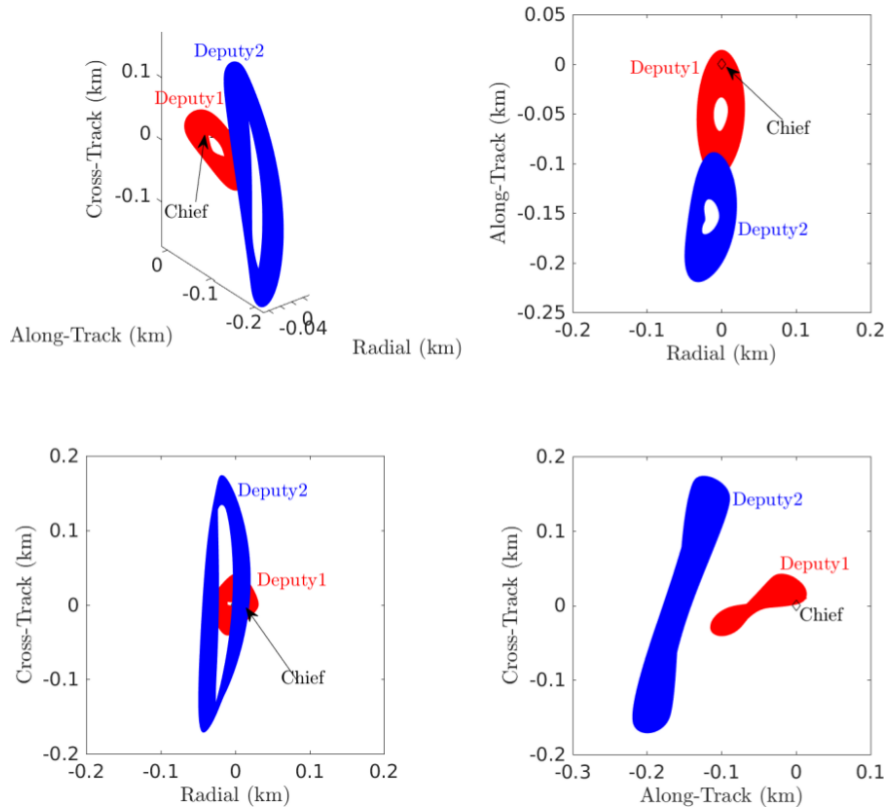 Deputy2
Deputy1
Chief
0.1
0
-0.1
Cross-Track (km)
0
-0.1
-0.2
Along-Track (km)
0
-0.04
Radial (km)
0.05
0
-0.05
-0.1
-0.15
-0.2
-0.25
Along-Track (km)
Deputy1
Chief
Deputy2
-0.2 -0.1 0 0.1 0.2
Radial (km)
0.2
0.1
0
-0.1
-0.2
Cross-Track (km)
Deputy2
Deputy1
Chief
-0.2 -0.1 0 0.1 0.2
Radial (km)
0.2
0.1
0
-0.1
-0.2
Cross-Track (km)
Deputy2
Deputy1
Chief
-0.3 -0.2 -0.1 0 0.1
Along-Track (km)